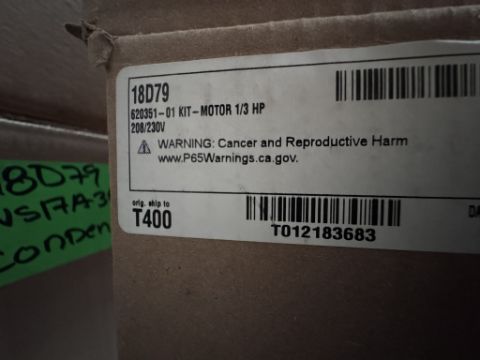 18D79
620351-01 KIT-MOTOR 1/3 HP
208/230V
WARNING: Cancer and Reproductive Harm
www.P65Warnings.ca.gov.
orig. ship to
T400
T012183683
DA
18D79
Conden